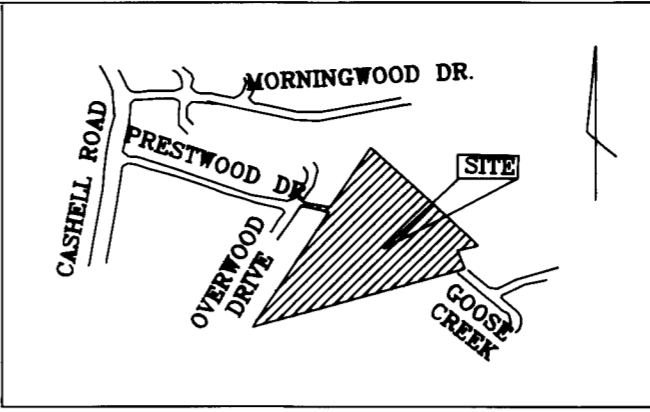 MORNINGWOOD DR.
CASHELL ROAD
PRESTWOOD DR.
SITE
OVERWOOD
DRIVE
GOOSE
CREEK